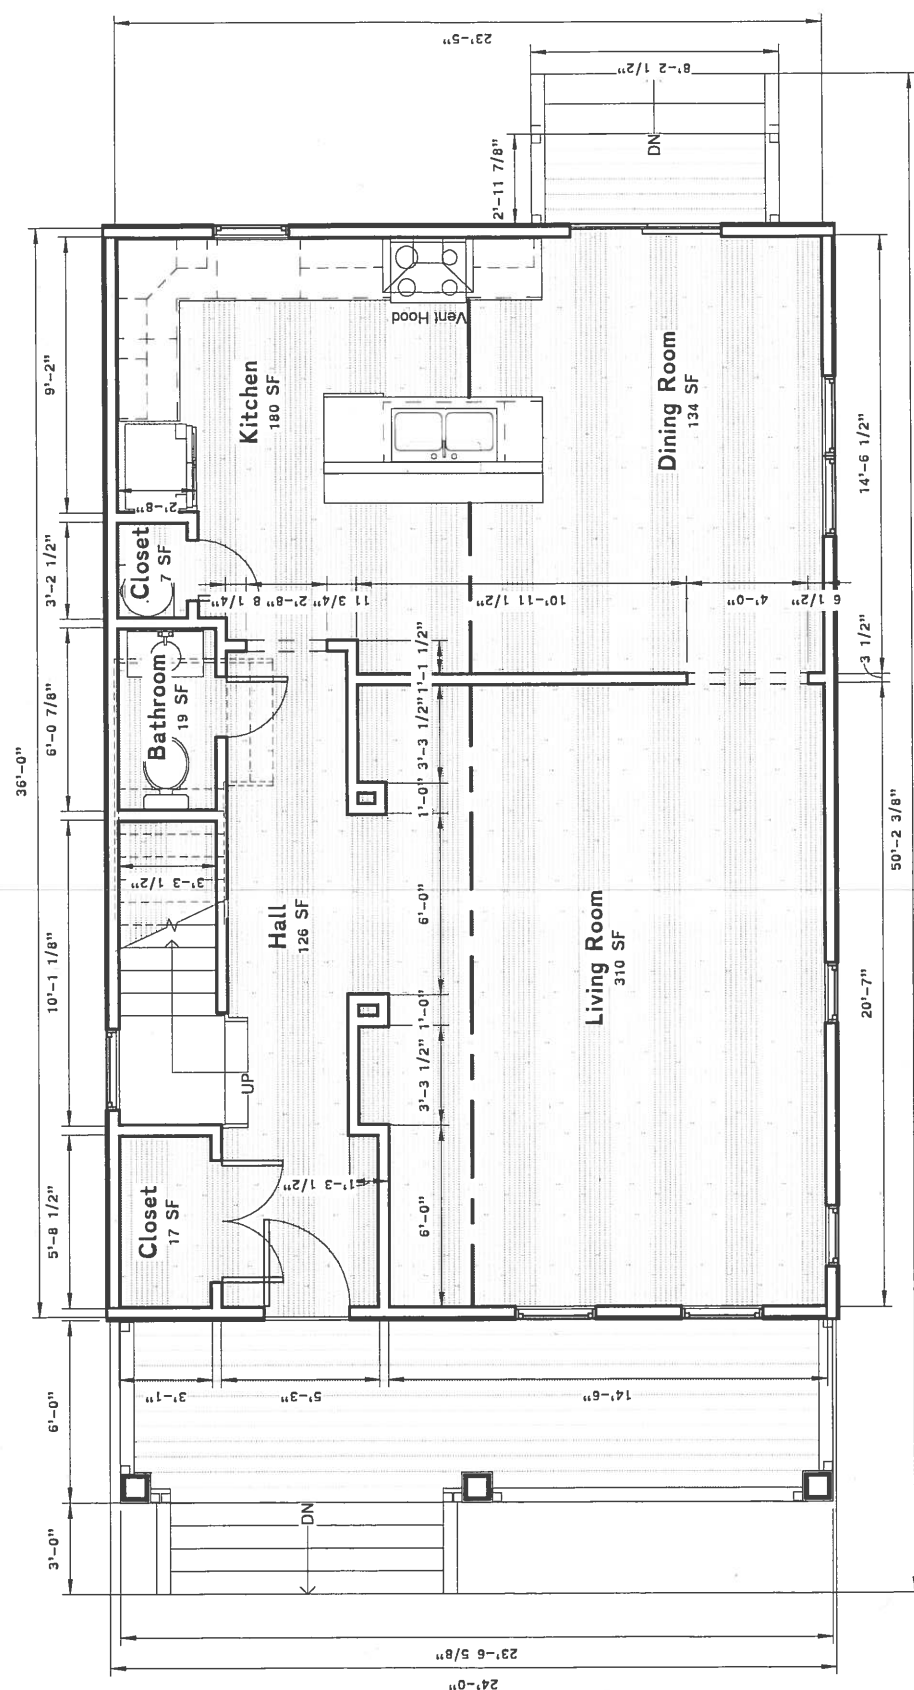 23'-5"
8'-2 1/2"
2'-11 7/8"
DN
36'-0"
9'-2"
3'-2 1/2"
6'-0 7/8"
10'-1 1/8"
5'-8 1/2"
6'-0"
3'-0"
Vent Hood
Kitchen
180 SF
Dining Room
134 SF
2'-8"
Closet
7 SF
8 1/4"
8
2'-8"
11 3/4"
10'-11 1/2"
4'-0"
6 1/2"
14'-6 1/2"
3 1/2"
Bathroom
19 SF
1'-1 1/2"
3'-3 1/2"
1'-0"
6'-0"
1'-0"
3'-3 1/2"
6'-0"
3'-3 1/2"
Hall
126 SF
Living Room
310 SF
50'-2 3/8"
20'-7"
UP
Closet
17 SF
1'-3 1/2"
3'-1"
5'-3"
14'-6"
DN
23'-6 5/8"
24'-0"